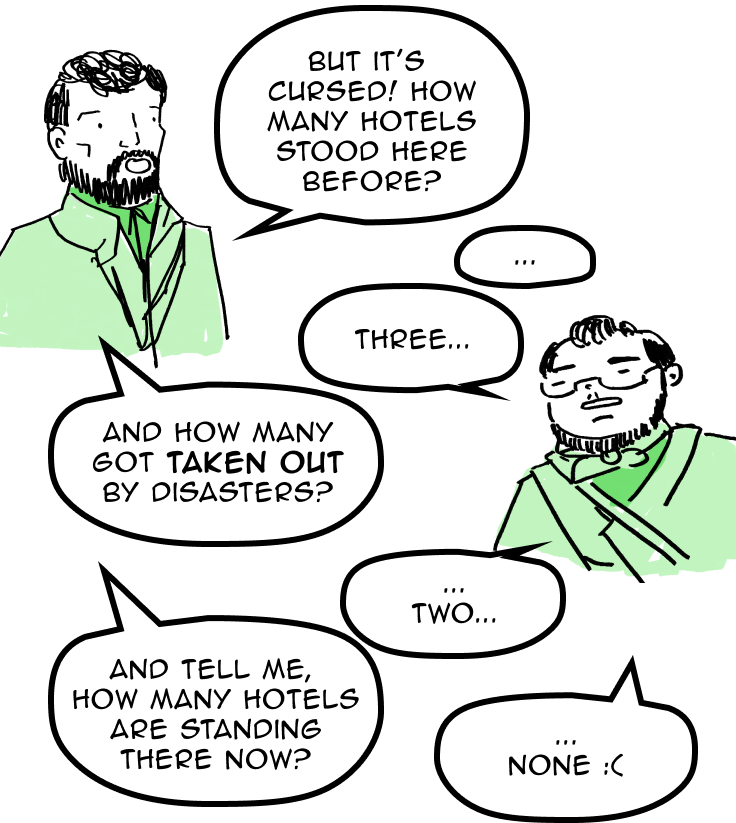 BUT IT'S
CURSED! HOW
MANY HOTELS
STOOD HERE
BEFORE?
...
THREE...
AND HOW MANY
GOT TAKEN OUT
BY DISASTERS?
...
TWO...
AND TELL ME,
HOW MANY HOTELS
ARE STANDING
THERE NOW?
...
NONE :(